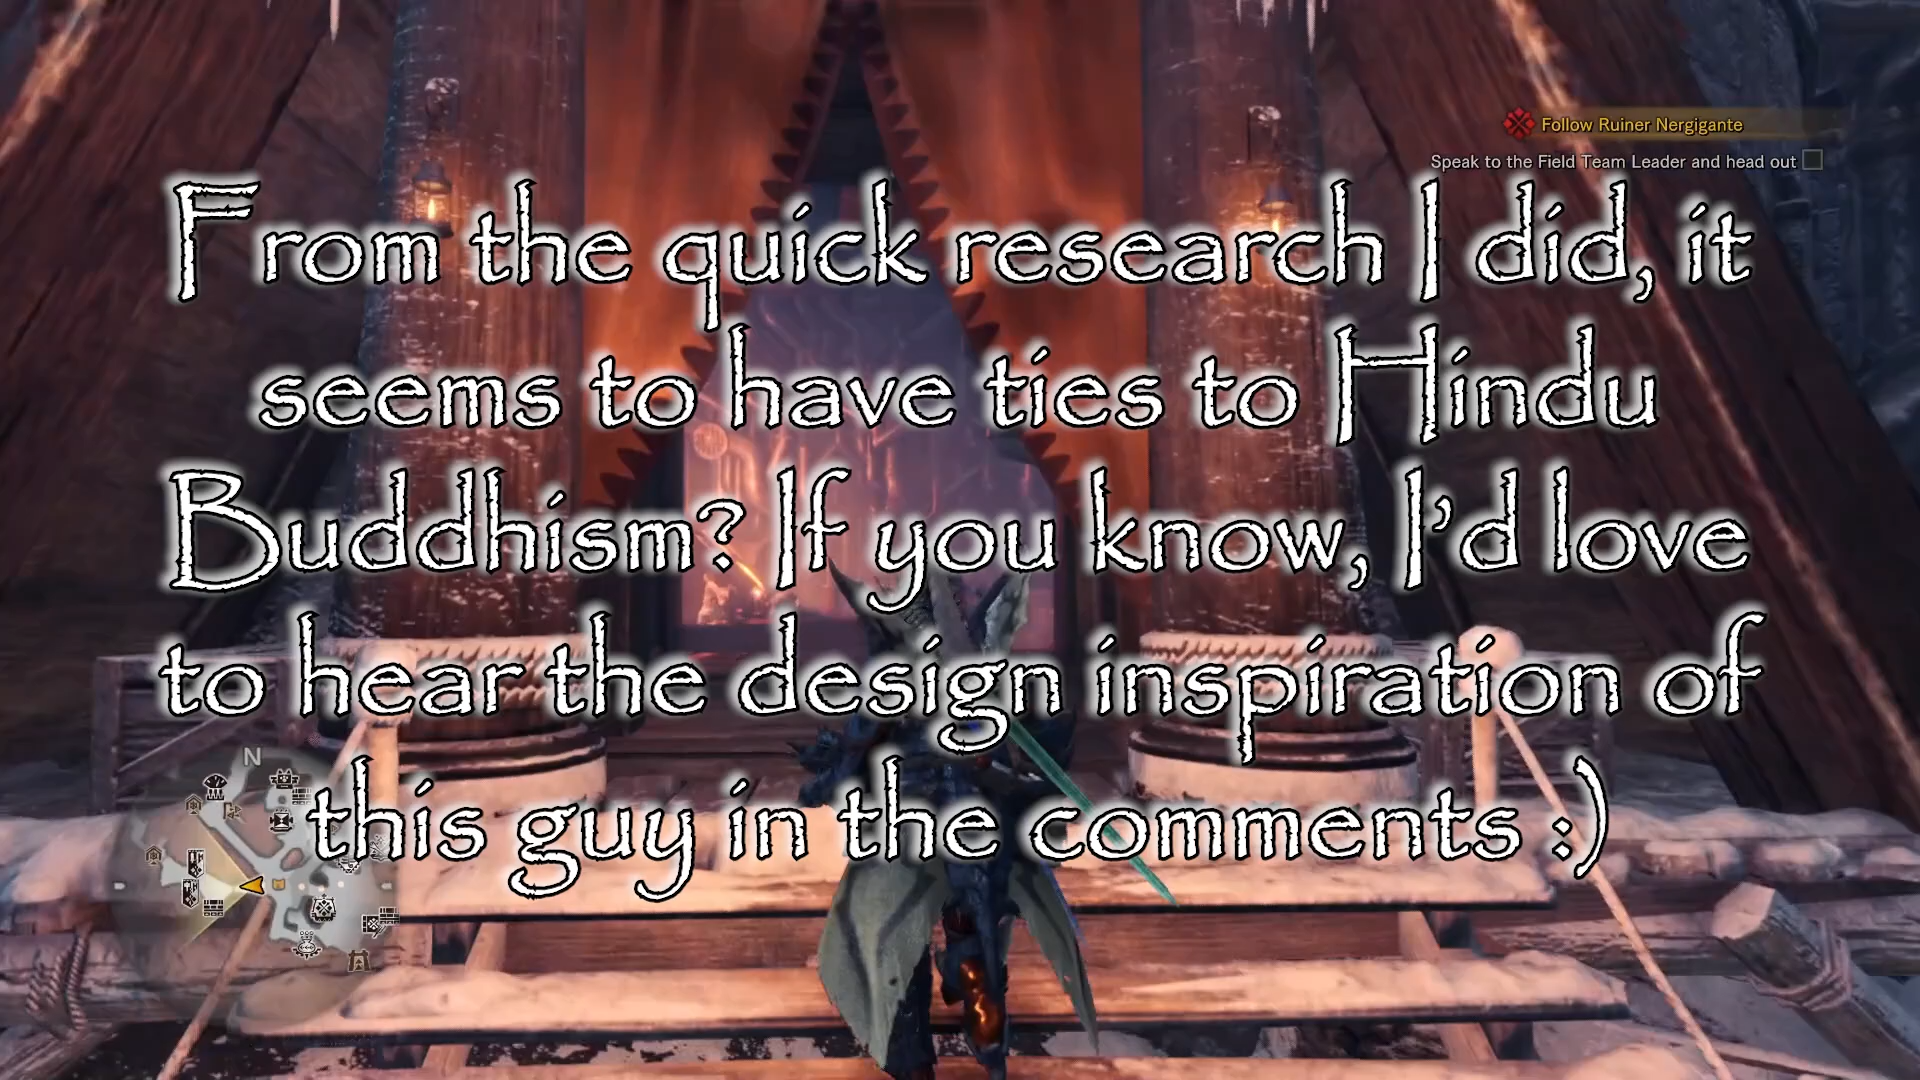 Follow Ruiner Nergigante
Speak to the Field Team Leader and head out
From the quick research I did, it
seems to have ties to Hindu
Buddhism? If you know, I'd love
to hear the design inspiration of
this guy in the comments :)
N